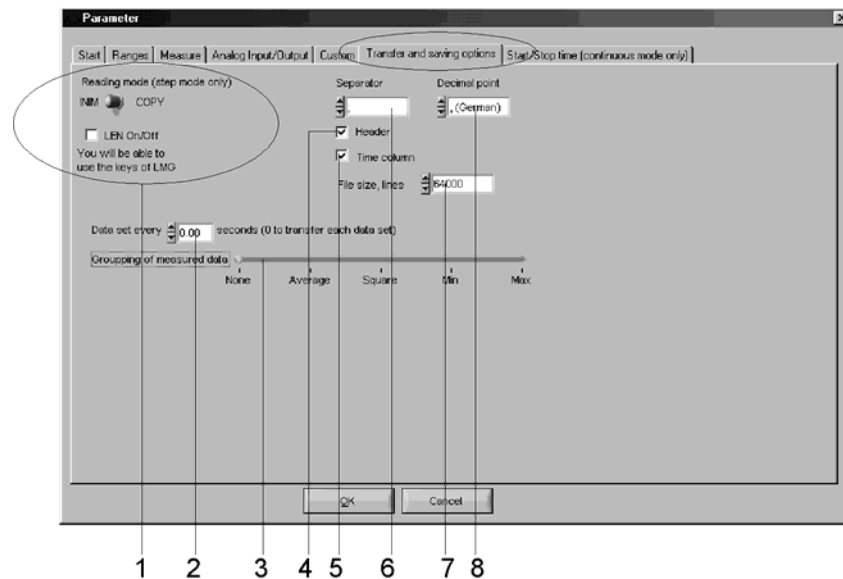 Parameter
Start Ranges Measure Analog Input/Output Custom Transfer and saving options Start/Stop time (continuous mode only)
Reading mode (step mode only)
INIM COPY
LEN On/Off
You will be able to
use the keys of LMG
Separator Decimal point
, (German)
Header
Time column
File size, lines 64000
Data set every 0.00 seconds (0 to transfer each data set)
Groupping of measured data
None Average Square Min Max
OK Cancel
1 2 3 4 5 6 7 8